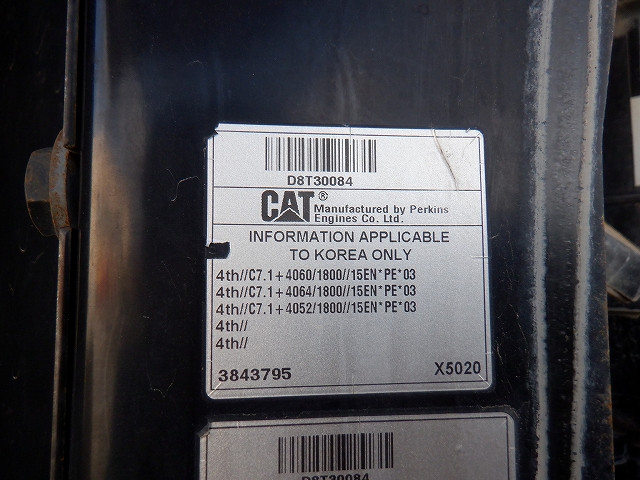 D8T30084
CAT® Manufactured by Perkins
Engines Co. Ltd.
INFORMATION APPLICABLE
TO KOREA ONLY
4th//C7.1+4060/1800//15EN*PE*03
4th//C7.1+4064/1800//15EN*PE*03
4th//C7.1+4052/1800//15EN*PE*03
4th//
4th//
3843795 X5020
D8T30084